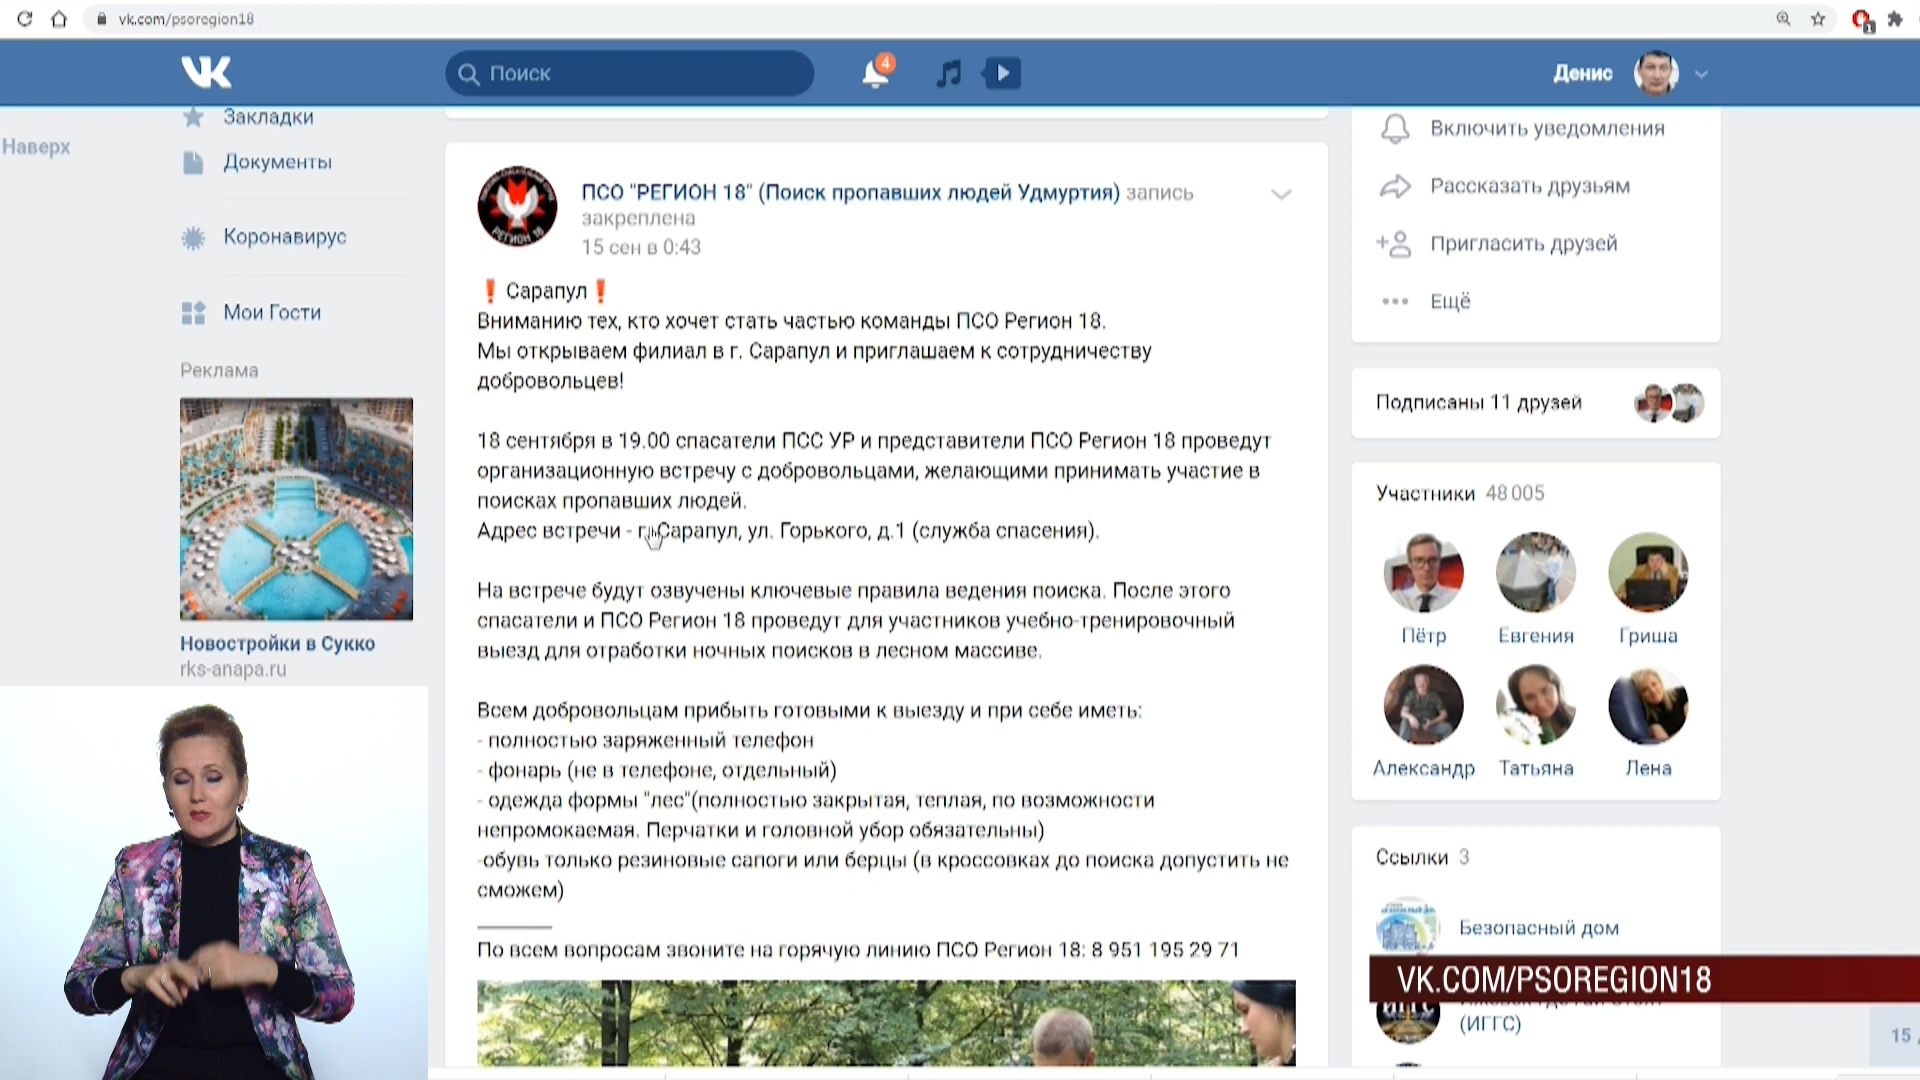 vk.com/psoregion18
Поиск
4
Денис
Наверх
Закладки
Документы
Коронавирус
Мои Гости
Реклама
Новостройки в Сукко
rks-anapa.ru
ПСО "РЕГИОН 18" (Поиск пропавших людей Удмуртия) запись
закреплена
15 сен в 0:43
РЕГИОН 18
❗ Сарапул❗
Вниманию тех, кто хочет стать частью команды ПСО Регион 18.
Мы открываем филиал в г. Сарапул и приглашаем к сотрудничеству
добровольцев!
18 сентября в 19.00 спасатели ПСС УР и представители ПСО Регион 18 проведут
организационную встречу с добровольцами, желающими принимать участие в
поисках пропавших людей.
Адрес встречи - г. Сарапул, ул. Горького, д.1 (служба спасения).
На встрече будут озвучены ключевые правила ведения поиска. После этого
спасатели и ПСО Регион 18 проведут для участников учебно-тренировочный
выезд для отработки ночных поисков в лесном массиве.
Всем добровольцам прибыть готовыми к выезду и при себе иметь:
- полностью заряженный телефон
- фонарь (не в телефоне, отдельный)
- одежда формы "лес"(полностью закрытая, теплая, по возможности
непромокаемая. Перчатки и головной убор обязательны)
-обувь только резиновые сапоги или берцы (в кроссовках до поиска допустить не
сможем)
По всем вопросам звоните на горячую линию ПСО Регион 18: 8 951 195 29 71
Включить уведомления
Рассказать друзьям
Пригласить друзей
Ещё
Подписаны 11 друзей
Участники 48 005
Пётр
Евгения
Гриша
Александр
Татьяна
Лена
Ссылки 3
Безопасный дом
VK.COM/PSOREGION18
(ИГГС)
15